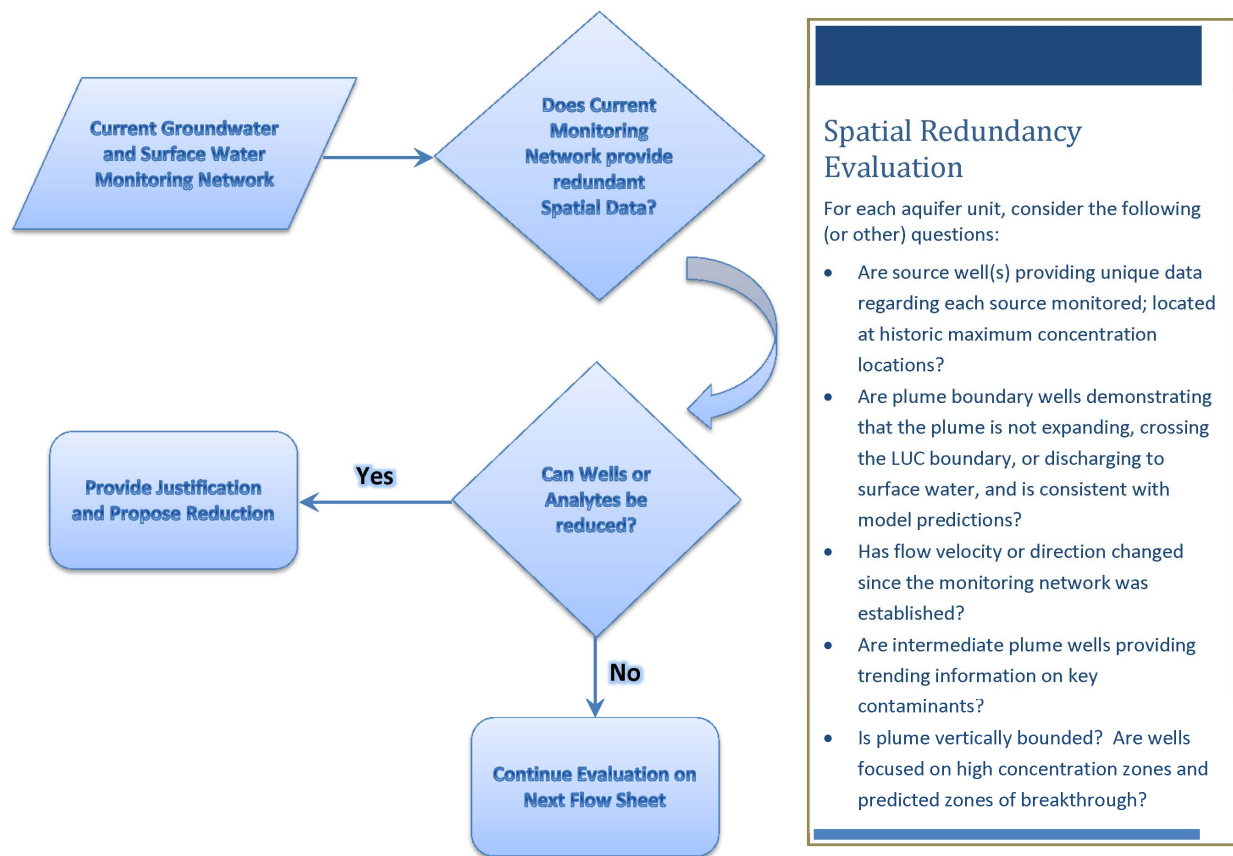 Current Groundwater
and Surface Water
Monitoring Network
Does Current
Monitoring
Network provide
redundant
Spatial Data?
Can Wells or
Analytes be
reduced?
Yes
Provide Justification
and Propose Reduction
No
Continue Evaluation on
Next Flow Sheet
Spatial Redundancy
Evaluation
For each aquifer unit, consider the following
(or other) questions:
• Are source well(s) providing unique data
regarding each source monitored; located
at historic maximum concentration
locations?
• Are plume boundary wells demonstrating
that the plume is not expanding, crossing
the LUC boundary, or discharging to
surface water, and is consistent with
model predictions?
• Has flow velocity or direction changed
since the monitoring network was
established?
• Are intermediate plume wells providing
trending information on key
contaminants?
• Is plume vertically bounded? Are wells
focused on high concentration zones and
predicted zones of breakthrough?